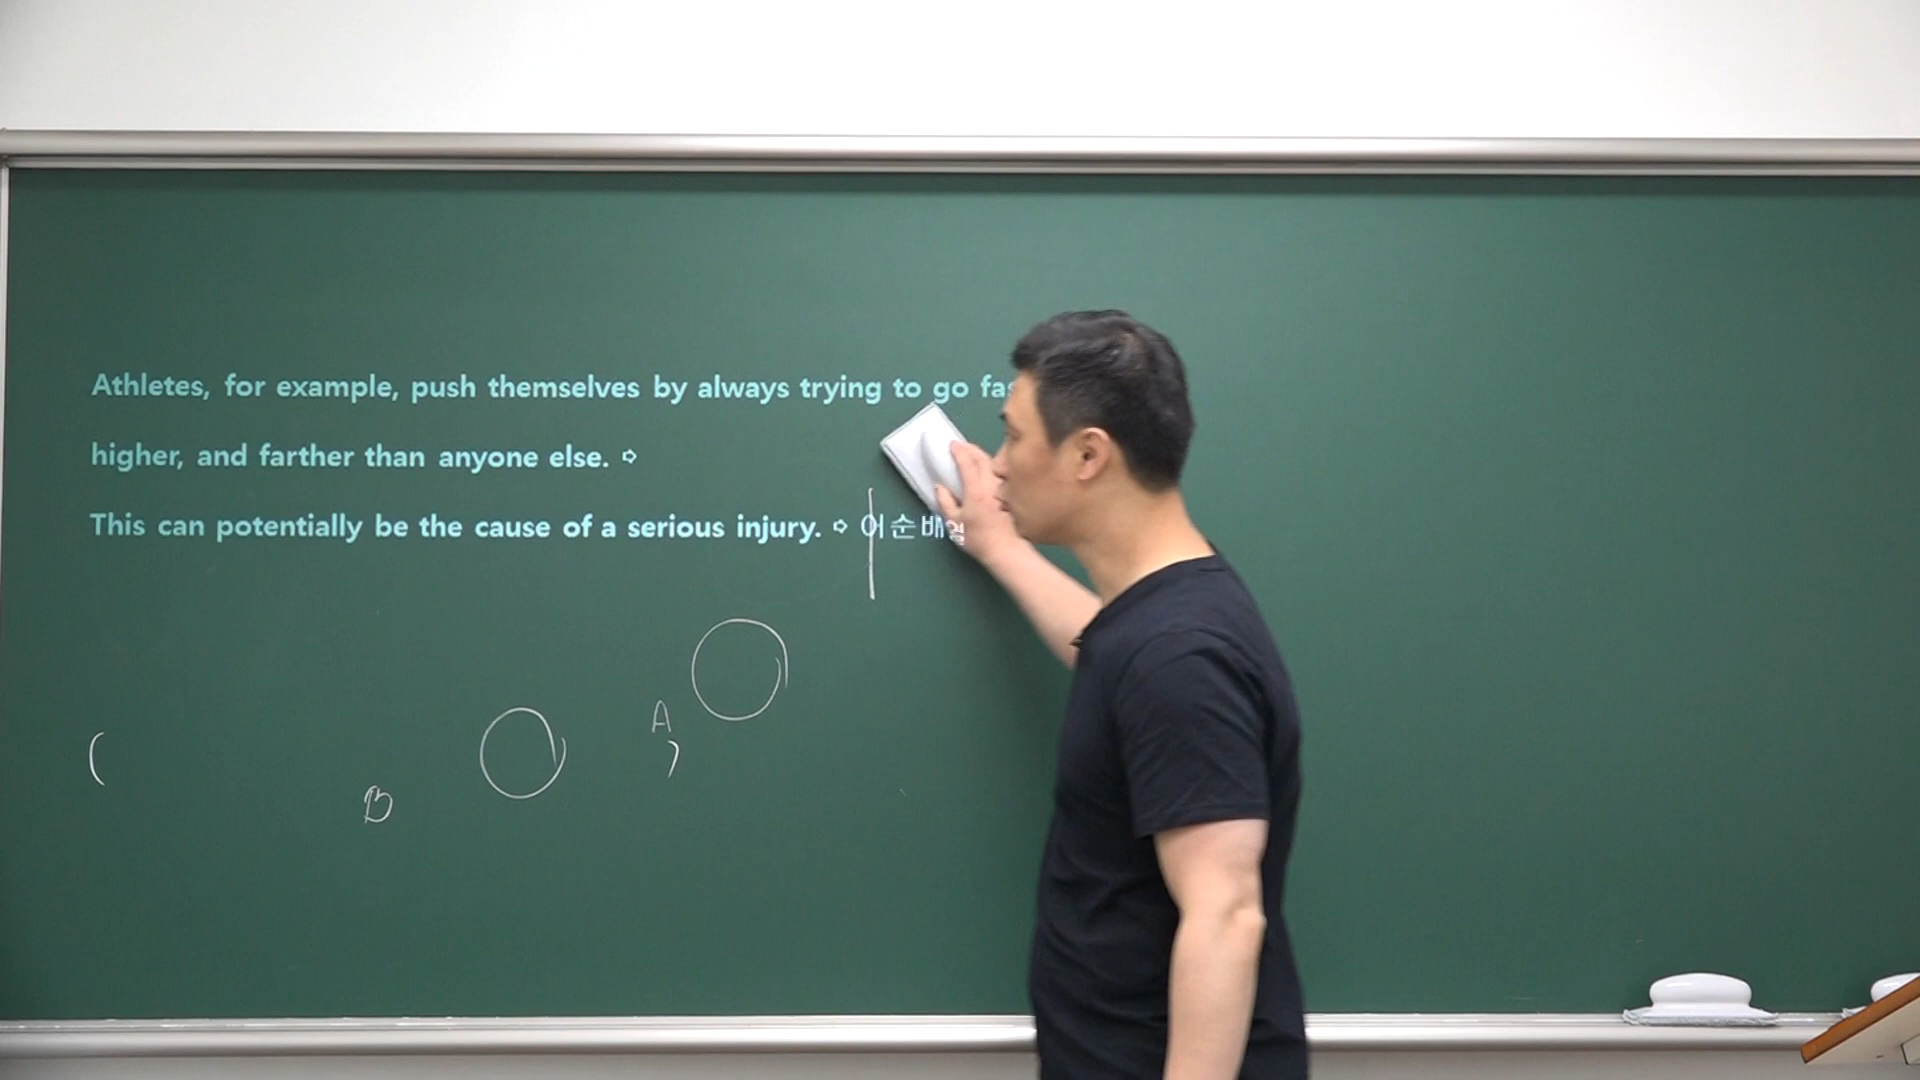 Athletes, for example, push themselves by always trying to go
higher, and farther than anyone else. ➩
This can potentially be the cause of a serious injury. ➩ 어순배열
A
( )
B